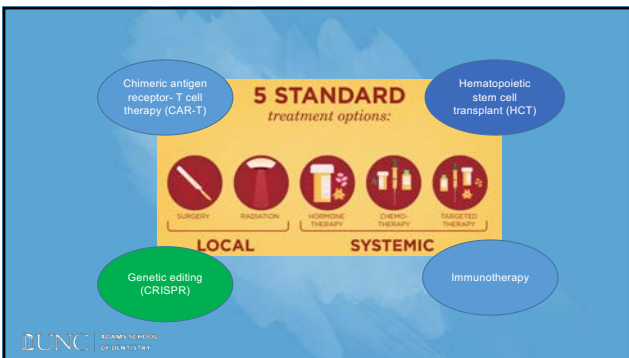 Chimeric antigen
receptor- T cell
therapy (CAR-T)
Hematopoietic
stem cell
transplant (HCT)
5 STANDARD
treatment options:
SURGERY
RADIATION
HORMONE
THERAPY
CHEMO-
THERAPY
TARGETED
THERAPY
LOCAL
SYSTEMIC
Genetic editing
(CRISPR)
Immunotherapy
UNC
ADAMS SCHOOL
OF DENTISTRY